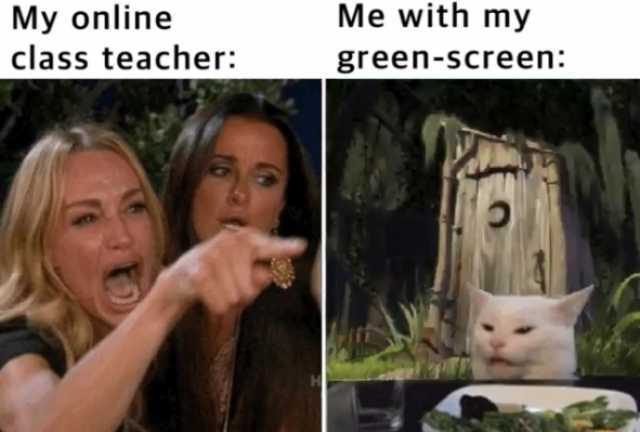 My online
class teacher:
Me with my
green-screen: